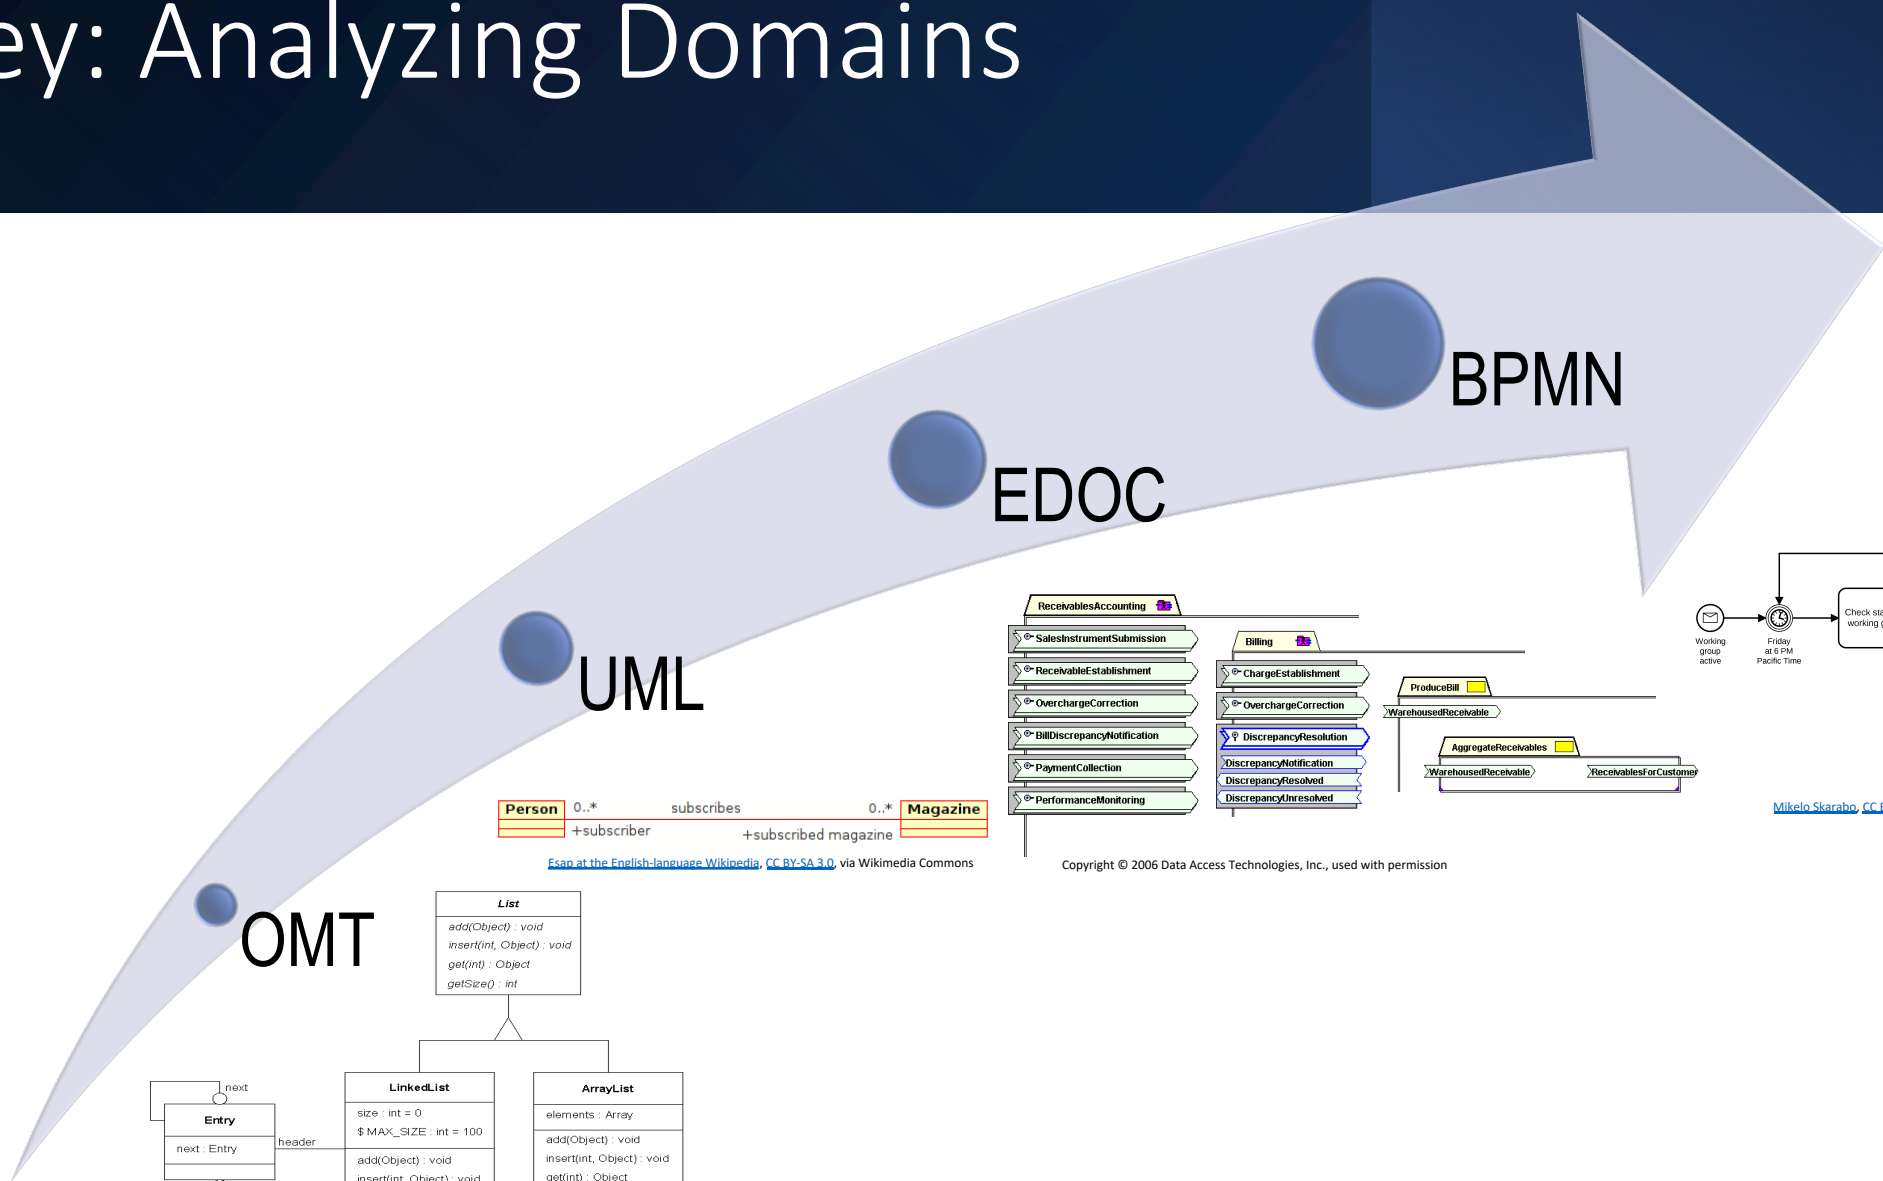 ey: Analyzing Domains
BPMN
EDOC
UML
OMT
ReceivablesAccounting
SalesInstrumentSubmission
ReceivableEstablishment
OverchargeCorrection
BillDiscrepancyNotification
PaymentCollection
PerformanceMonitoring
Billing
ChargeEstablishment
OverchargeCorrection
DiscrepancyResolution
DiscrepancyNotification
DiscrepancyResolved
DiscrepancyUnresolved
ProduceBill
WarehousedReceivable
AggregateReceivables
WarehousedReceivable
ReceivablesForCustomer
Copyright © 2006 Data Access Technologies, Inc., used with permission
Working
group
active
Friday
at 6 PM
Pacific Time
Check sta
working g
Mikelo Skarabo, CC B
Person
0..*
subscribes
0..*
Magazine
+subscriber
+subscribed magazine
Esap at the English-language Wikipedia, CC BY-SA 3.0, via Wikimedia Commons
List
add(Object) : void
insert(int, Object) : void
get(int) : Object
getSize() : int
next
Entry
next : Entry
header
LinkedList
size : int = 0
$ MAX_SIZE : int = 100
add(Object) : void
insert(int, Object) : void
ArrayList
elements : Array
add(Object) : void
insert(int, Object) : void
get(int) : Object